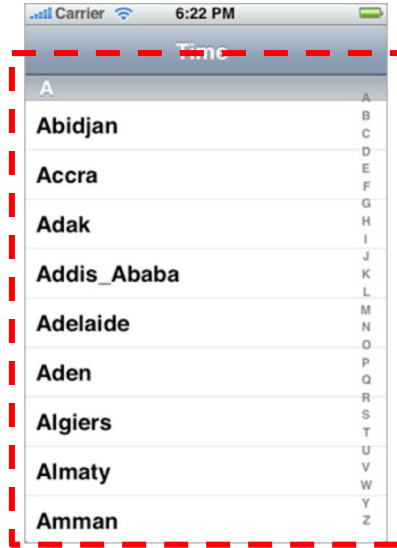 Carrier 6:22 PM
Time
A
Abidjan
Accra
Adak
Addis_Ababa
Adelaide
Aden
Algiers
Almaty
Amman
A
B
C
D
E
F
G
H
I
J
K
L
M
N
O
P
Q
R
S
T
U
V
W
Y
Z